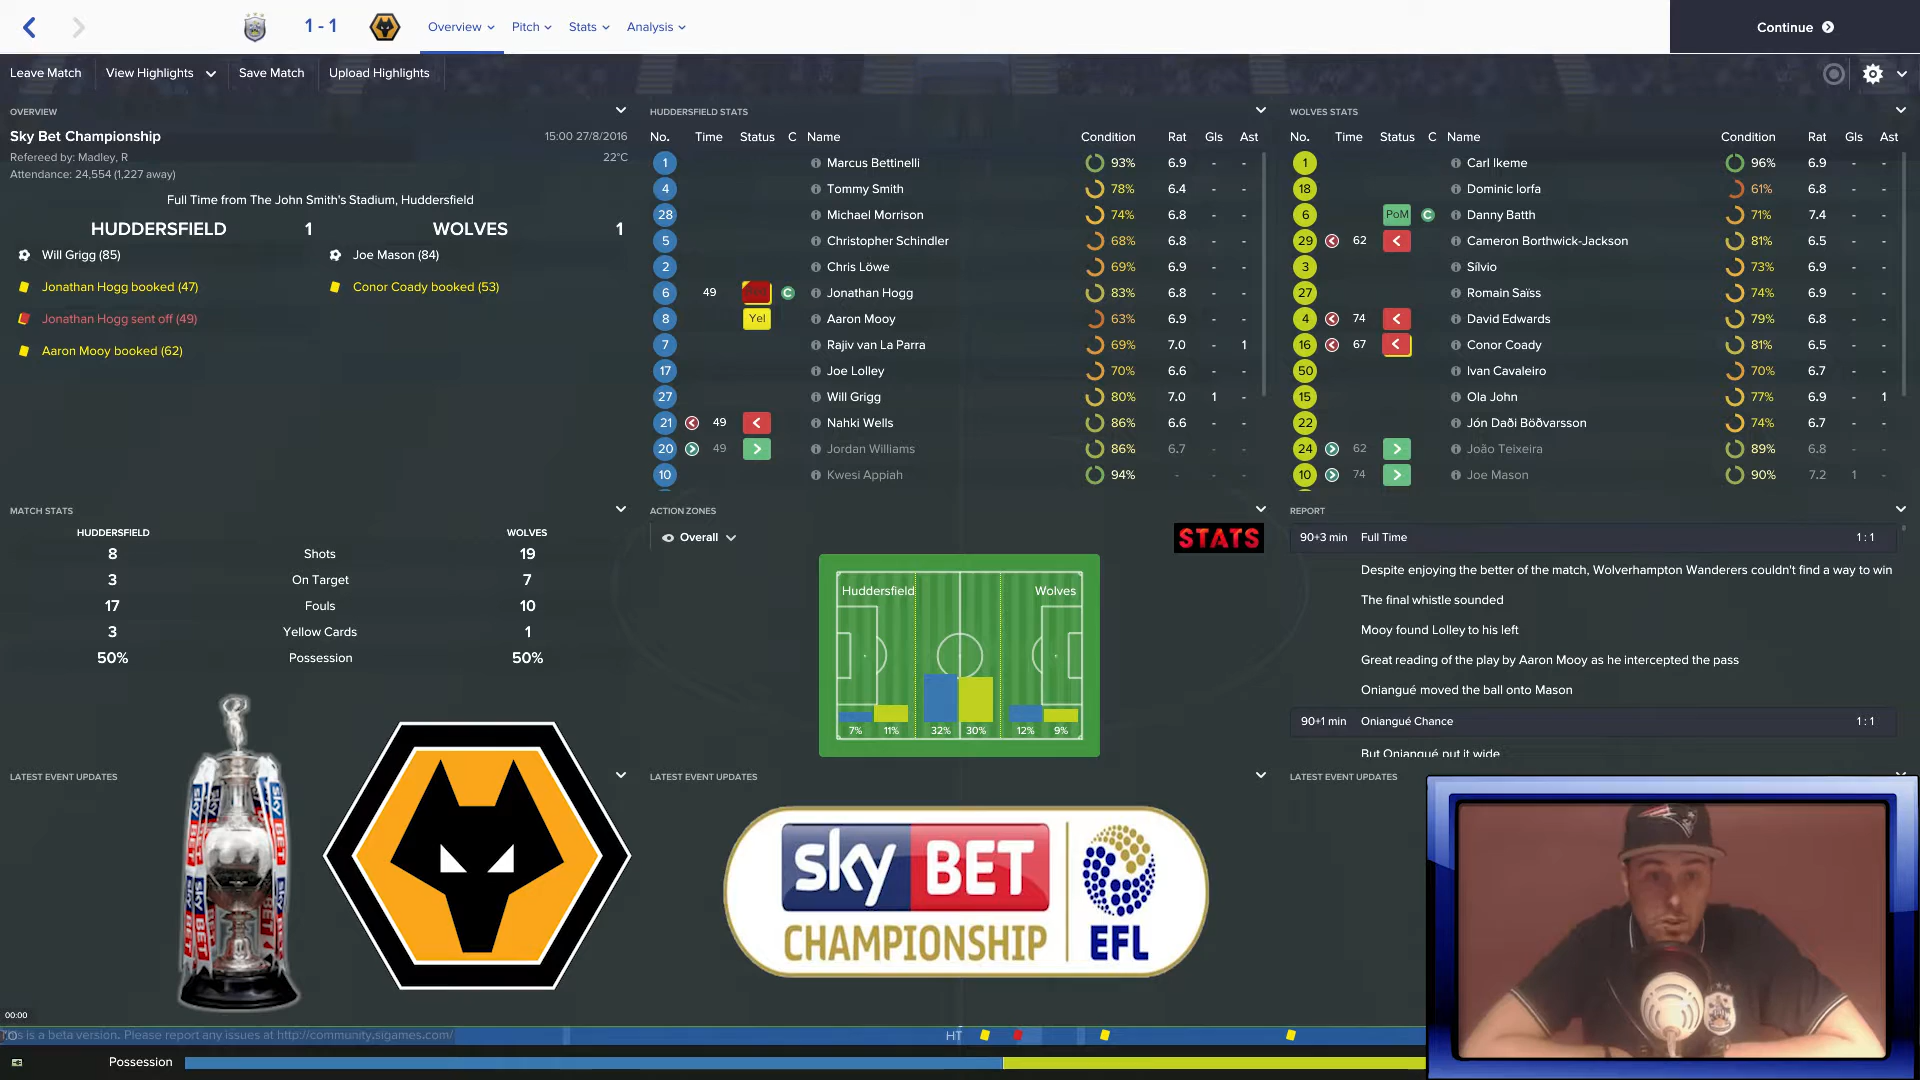 1 - 1
Overview
Pitch
Stats
Analysis
Continue
Leave Match
View Highlights
Save Match
Upload Highlights
OVERVIEW
Sky Bet Championship
15:00 27/8/2016
Refereed by: Madley, R
22°C
Attendance: 24,554 (1,227 away)
Full Time from The John Smith's Stadium, Huddersfield
HUDDERSFIELD 1 WOLVES 1
Will Grigg (85)
Joe Mason (84)
Jonathan Hogg booked (47)
Conor Coady booked (53)
Jonathan Hogg sent off (49)
Aaron Mooy booked (62)
HUDDERSFIELD STATS
No. Time Status C Name Condition Rat Gls Ast
1 Marcus Bettinelli 93% 6.9 - -
4 Tommy Smith 78% 6.4 - -
28 Michael Morrison 74% 6.8 - -
5 Christopher Schindler 68% 6.8 - -
2 Chris Löwe 69% 6.9 - -
6 49 C Jonathan Hogg 83% 6.8 - -
8 Yel Aaron Mooy 63% 6.9 - -
7 Rajiv van La Parra 69% 7.0 - 1
17 Joe Lolley 70% 6.6 - -
27 Will Grigg 80% 7.0 1 -
21 49 Nahki Wells 86% 6.6 - -
20 49 Jordan Williams 86% 6.7 - -
10 Kwesi Appiah 94% - - -
WOLVES STATS
No. Time Status C Name Condition Rat Gls Ast
1 Carl Ikeme 96% 6.9 - -
18 Dominic Iorfa 61% 6.8 - -
6 PoM C Danny Batth 71% 7.4 - -
29 62 Cameron Borthwick-Jackson 81% 6.5 - -
3 Sílvio 73% 6.9 - -
27 Romain Saïss 74% 6.9 - -
4 74 David Edwards 79% 6.8 - -
16 67 Conor Coady 81% 6.5 - -
50 Ivan Cavaleiro 70% 6.7 - -
15 Ola John 77% 6.9 - 1
22 Jón Daði Böðvarsson 74% 6.7 - -
24 62 João Teixeira 89% 6.8 - -
10 74 Joe Mason 90% 7.2 1 -
MATCH STATS
HUDDERSFIELD WOLVES
8 Shots 19
3 On Target 7
17 Fouls 10
3 Yellow Cards 1
50% Possession 50%
ACTION ZONES
Overall
STATS
Huddersfield Wolves
7% 11% 32% 30% 12% 9%
REPORT
90+3 min Full Time 1 : 1
Despite enjoying the better of the match, Wolverhampton Wanderers couldn't find a way to win
The final whistle sounded
Mooy found Lolley to his left
Great reading of the play by Aaron Mooy as he intercepted the pass
Oniangué moved the ball onto Mason
90+1 min Oniangué Chance 1 : 1
But Oniangué put it wide
LATEST EVENT UPDATES
LATEST EVENT UPDATES
LATEST EVENT UPDATES
sky BET
SKY BET
SKY BET
sky BET
CHAMPIONSHIP
EFL
00:00
This is a beta version. Please report any issues at http://community.sigames.com/
HT
Possession